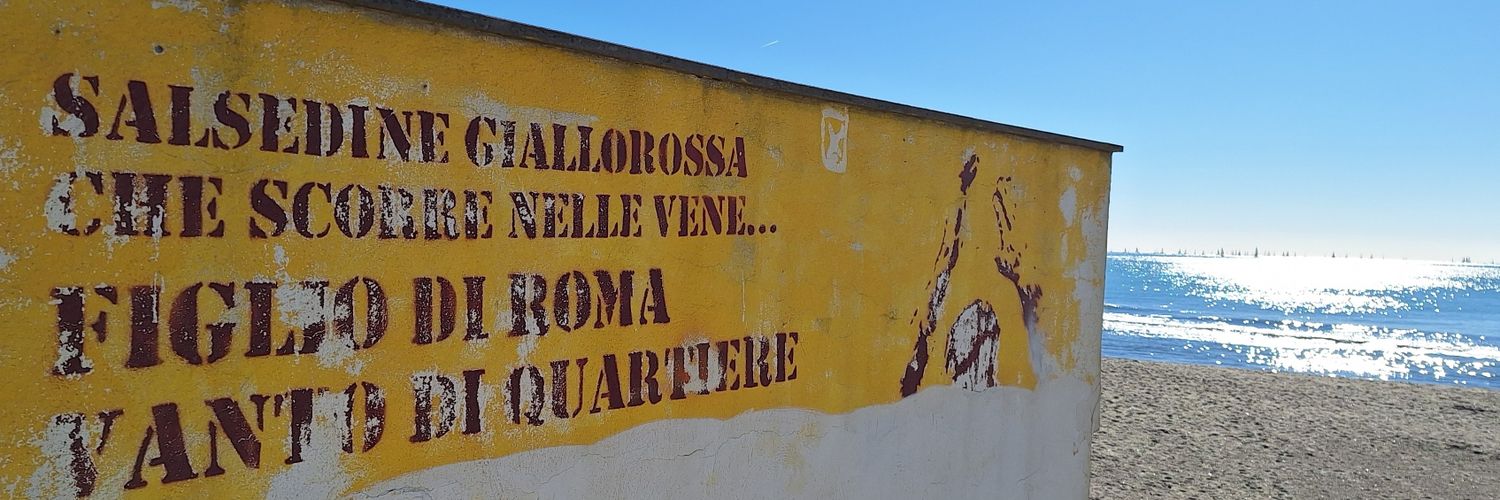 SALSEDINE GIALLOROSSA
CHE SCORRE NELLE VENE...
FIGLIO DI ROMA
VANTO DI QUARTIERE